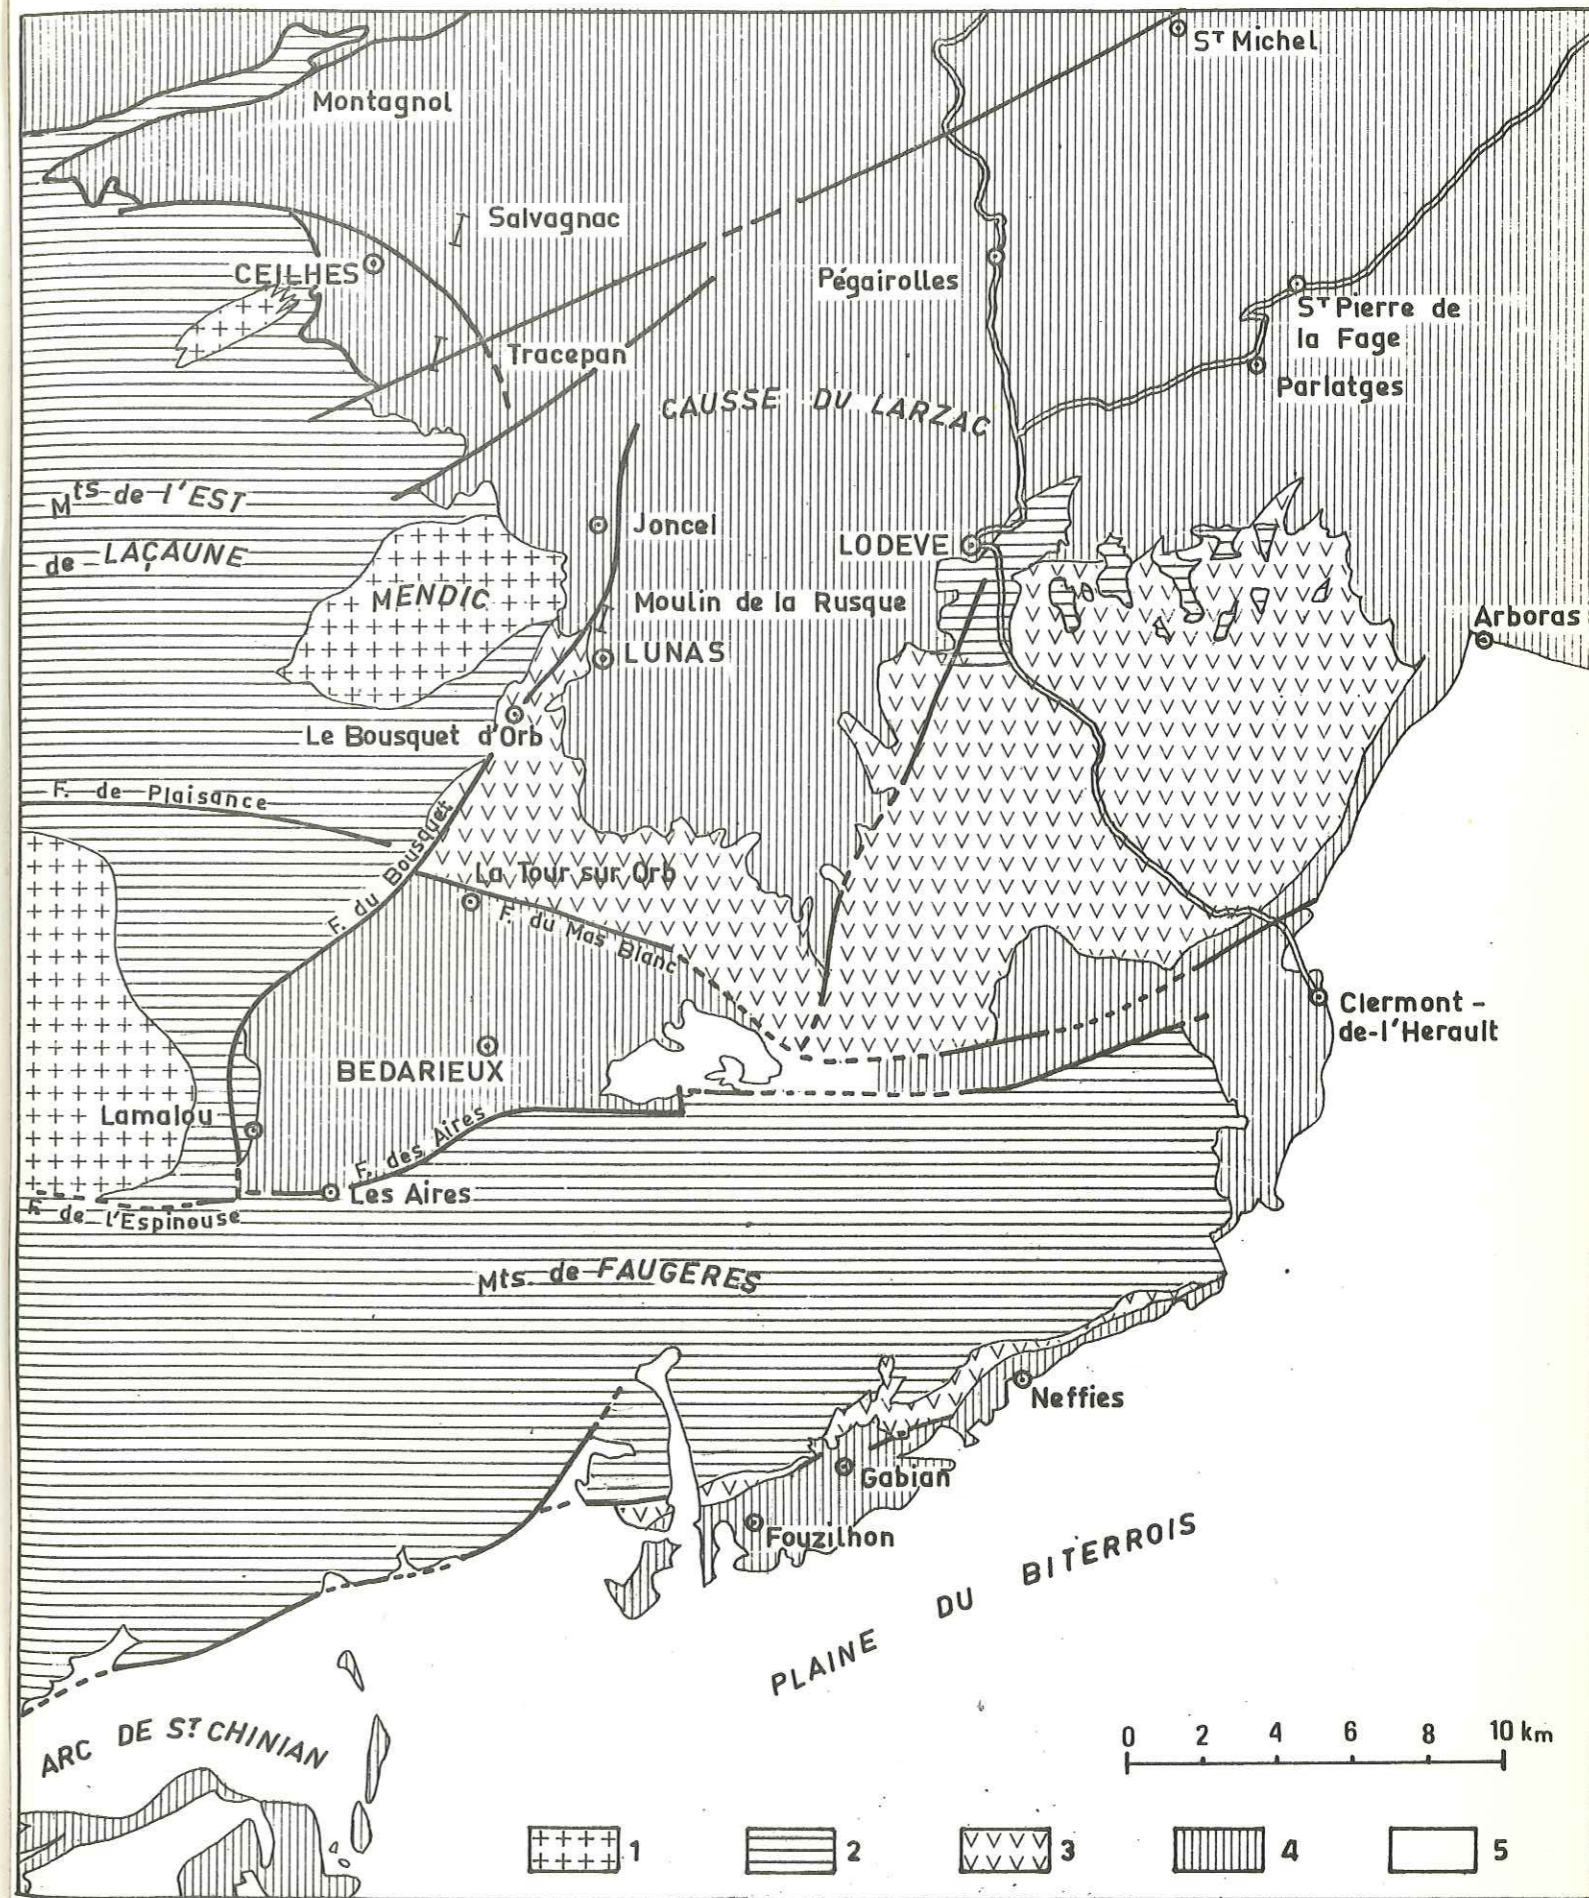 Sᵀ Michel
Montagnol
Salvagnac
CEILHES
Pégairolles
Sᵀ Pierre de
la Fage
Tracepan
Parlatges
CAUSSE DU LARZAC
Mᵗˢ de l'EST
de LAÇAUNE
Joncel
LODEVE
MENDIC
Moulin de la Rusque
Arboras
LUNAS
Le Bousquet d'Orb
F. de Plaisance
F. du Bousquet
La Tour sur Orb
F. du Mas Blanc
Clermont -
de-l'Herault
BEDARIEUX
Lamalou
F. des Aires
Les Aires
F. de l'Espinouse
Mts. de FAUGERES
Neffies
Gabian
Fouzilhon
PLAINE DU BITERROIS
ARC DE Sᵀ CHINIAN
0 2 4 6 8 10 km
1 2 3 4 5